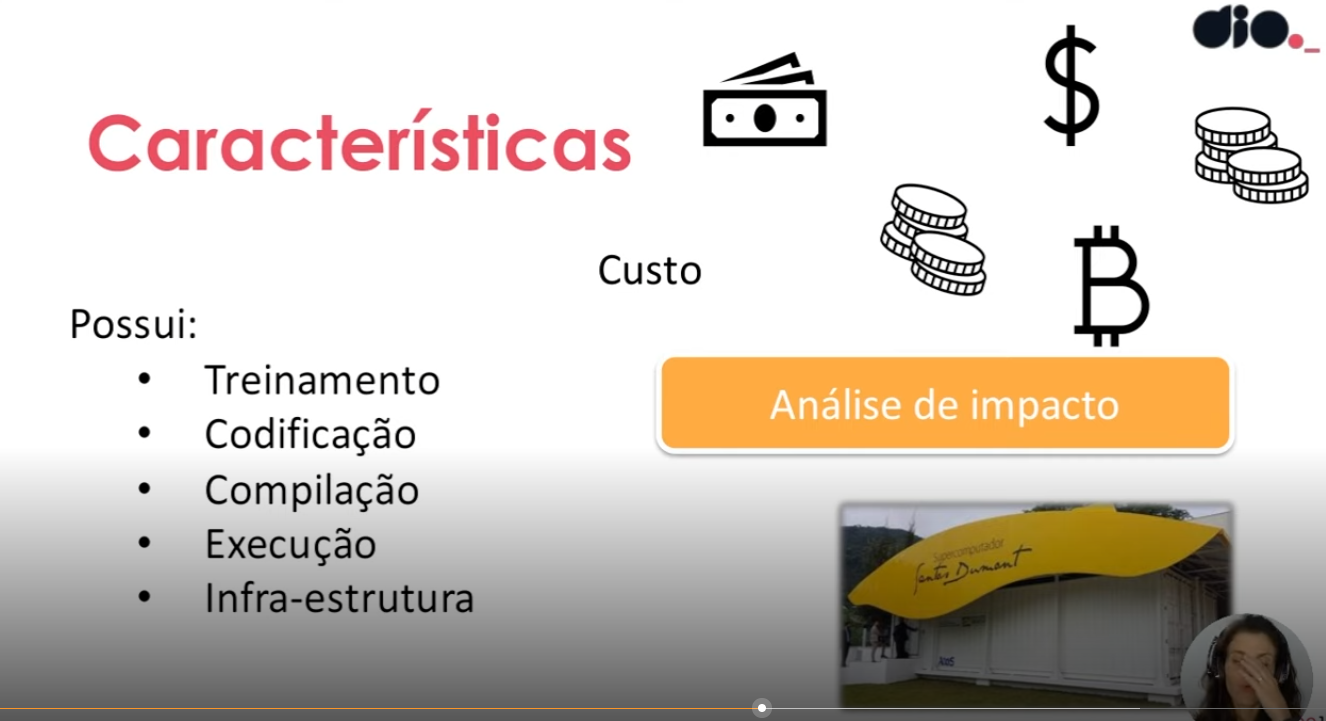 dio._
Características
Custo
Possui:
• Treinamento
• Codificação
• Compilação
• Execução
• Infra-estrutura
Análise de impacto
Supercomputador
Santos Dumont